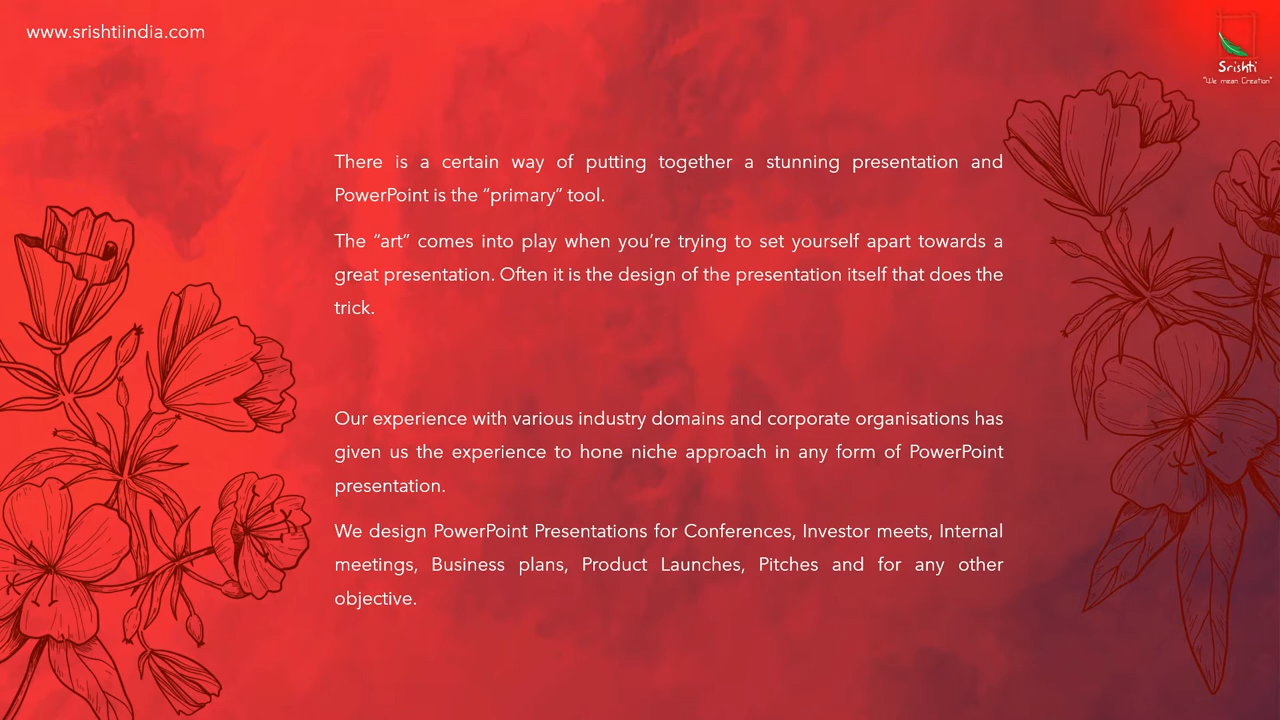 www.srishtiindia.com
Srishti
"We mean Creation"
There is a certain way of putting together a stunning presentation and
PowerPoint is the “primary” tool.
The “art” comes into play when you’re trying to set yourself apart towards a
great presentation. Often it is the design of the presentation itself that does the
trick.
Our experience with various industry domains and corporate organisations has
given us the experience to hone niche approach in any form of PowerPoint
presentation.
We design PowerPoint Presentations for Conferences, Investor meets, Internal
meetings, Business plans, Product Launches, Pitches and for any other
objective.